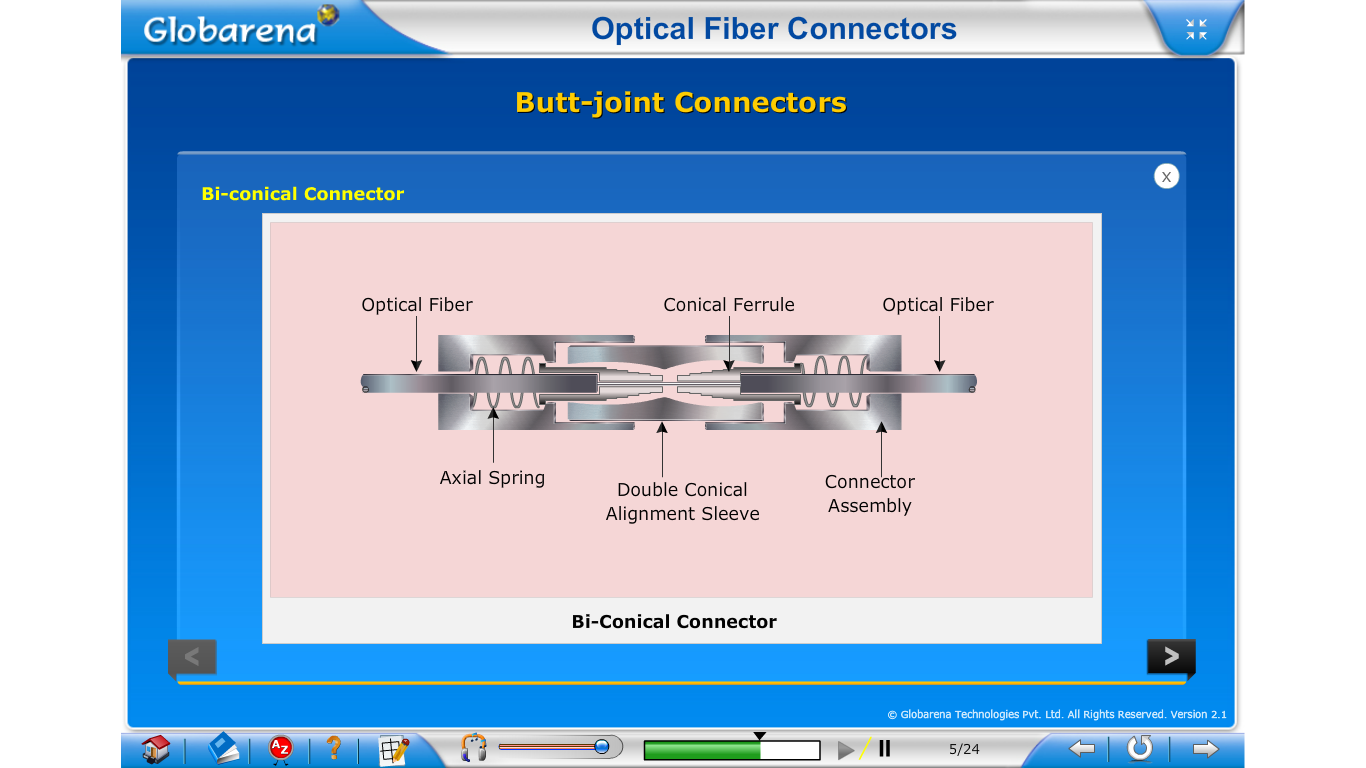 Globarena
Optical Fiber Connectors
Butt-joint Connectors
X
Bi-conical Connector
Optical Fiber
Conical Ferrule
Optical Fiber
Axial Spring
Double Conical
Alignment Sleeve
Connector
Assembly
Bi-Conical Connector
<
>
© Globarena Technologies Pvt. Ltd. All Rights Reserved. Version 2.1
AZ
?
5/24